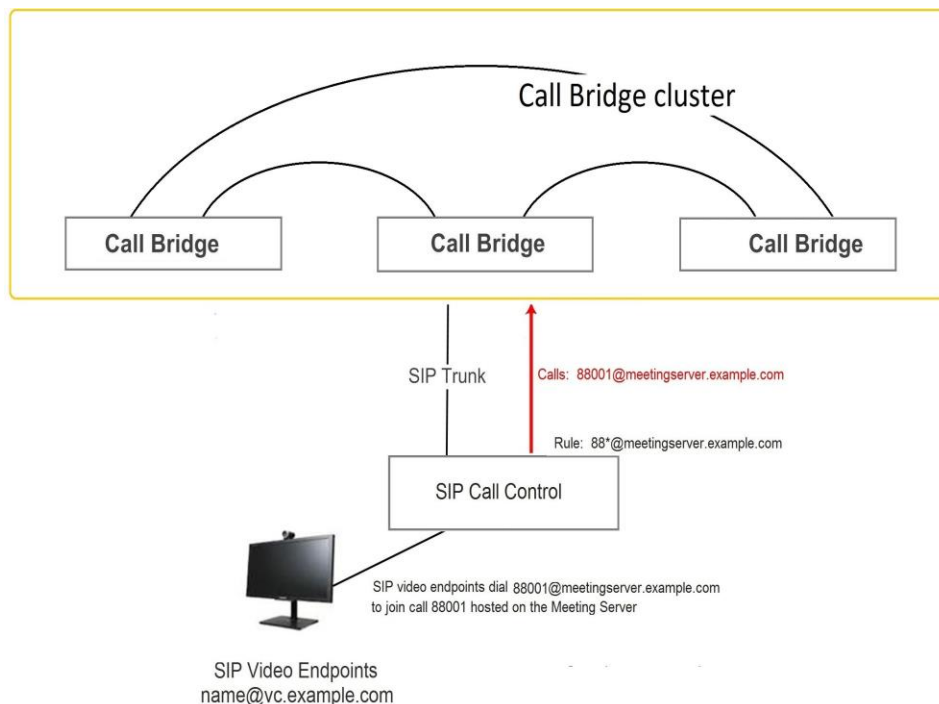 Call Bridge cluster
Call Bridge
Call Bridge
Call Bridge
SIP Trunk
Calls: 88001@meetingserver.example.com
Rule: 88*@meetingserver.example.com
SIP Call Control
SIP video endpoints dial 88001@meetingserver.example.com
to join call 88001 hosted on the Meeting Server
SIP Video Endpoints
name@vc.example.com